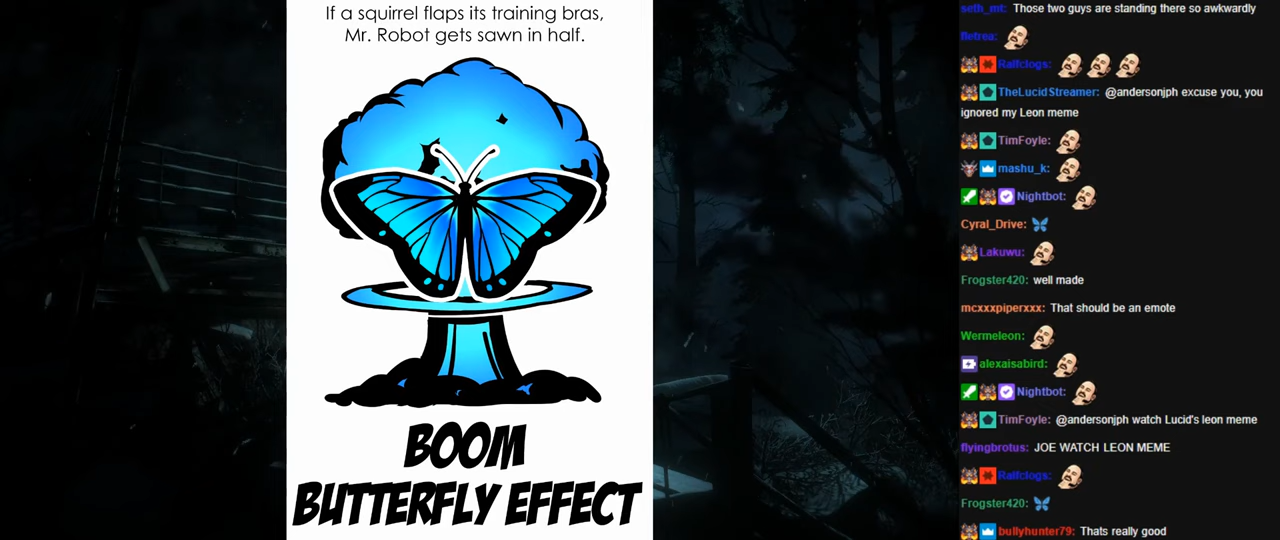 If a squirrel flaps its training bras,
Mr. Robot gets sawn in half.
BOOM
BUTTERFLY EFFECT
seth_mt: Those two guys are standing there so awkwardly
fletrea:
Ralfclogs:
TheLucidStreamer: @andersonjph excuse you, you
ignored my Leon meme
TimFoyle:
mashu_k:
Nightbot:
Cyral_Drive:
Lakuwu:
Frogster420: well made
mcxxxpiperxxx: That should be an emote
Wermeleon:
alexaisabird:
Nightbot:
TimFoyle: @andersonjph watch Lucid's leon meme
flyingbrotus: JOE WATCH LEON MEME
Ralfclogs:
Frogster420:
bullyhunter79: Thats really good